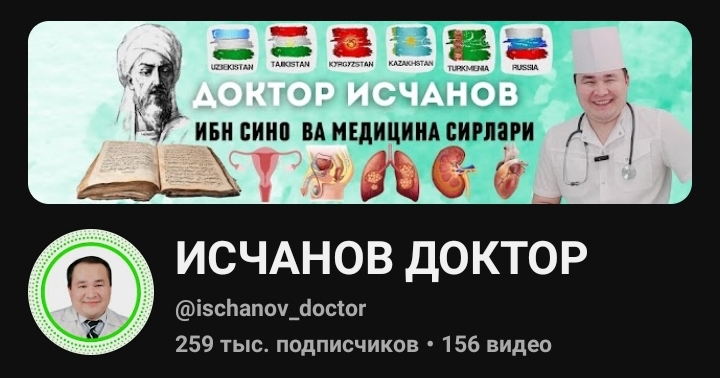 UZBEKISTAN TAJIKISTAN KYRGYZSTAN KAZAKHSTAN TURKMENIA RUSSIA
ДОКТОР ИСЧАНОВ
ИБН СИНО ВА МЕДИЦИНА СИРЛАРИ
ИСЧАНОВ ДОКТОР
@ischanov_doctor
259 тыс. подписчиков • 156 видео